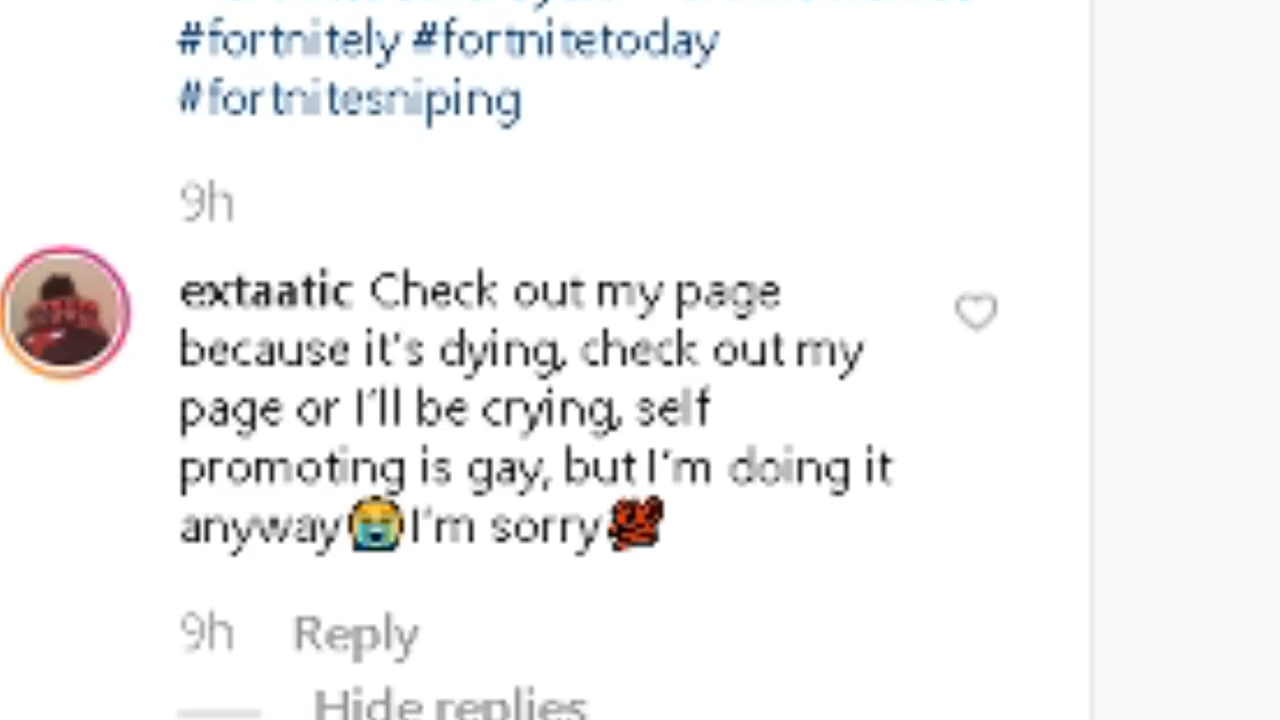 #fortnitely #fortnitetoday
#fortnitesniping
9h
extaatic Check out my page
because it's dying, check out my
page or I'll be crying, self
promoting is gay, but I'm doing it
anyway😭I'm sorry💯
9h Reply
Hide replies